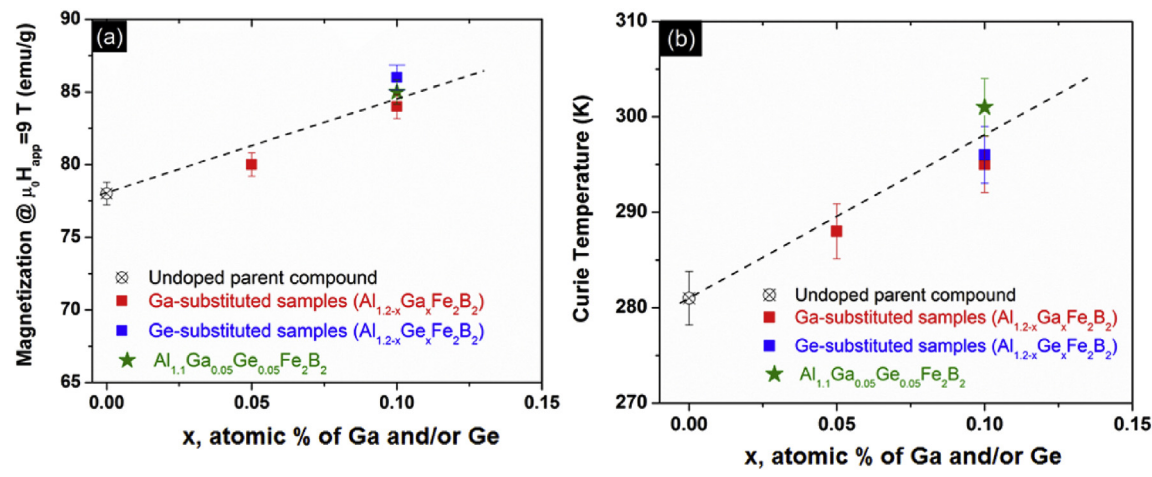 (a)
Magnetization @ μ₀Hₐₚₚ=9 T (emu/g)
90
85
80
75
70
65
Undoped parent compound
Ga-substituted samples (Al₁.₂₋ₓGaₓFe₂B₂)
Ge-substituted samples (Al₁.₂₋ₓGeₓFe₂B₂)
Al₁.₁Ga₀.₀₅Ge₀.₀₅Fe₂B₂
0.00 0.05 0.10 0.15
x, atomic % of Ga and/or Ge
(b)
Curie Temperature (K)
310
300
290
280
270
Undoped parent compound
Ga-substituted samples (Al₁.₂₋ₓGaₓFe₂B₂)
Ge-substituted samples (Al₁.₂₋ₓGeₓFe₂B₂)
Al₁.₁Ga₀.₀₅Ge₀.₀₅Fe₂B₂
0.00 0.05 0.10 0.15
x, atomic % of Ga and/or Ge